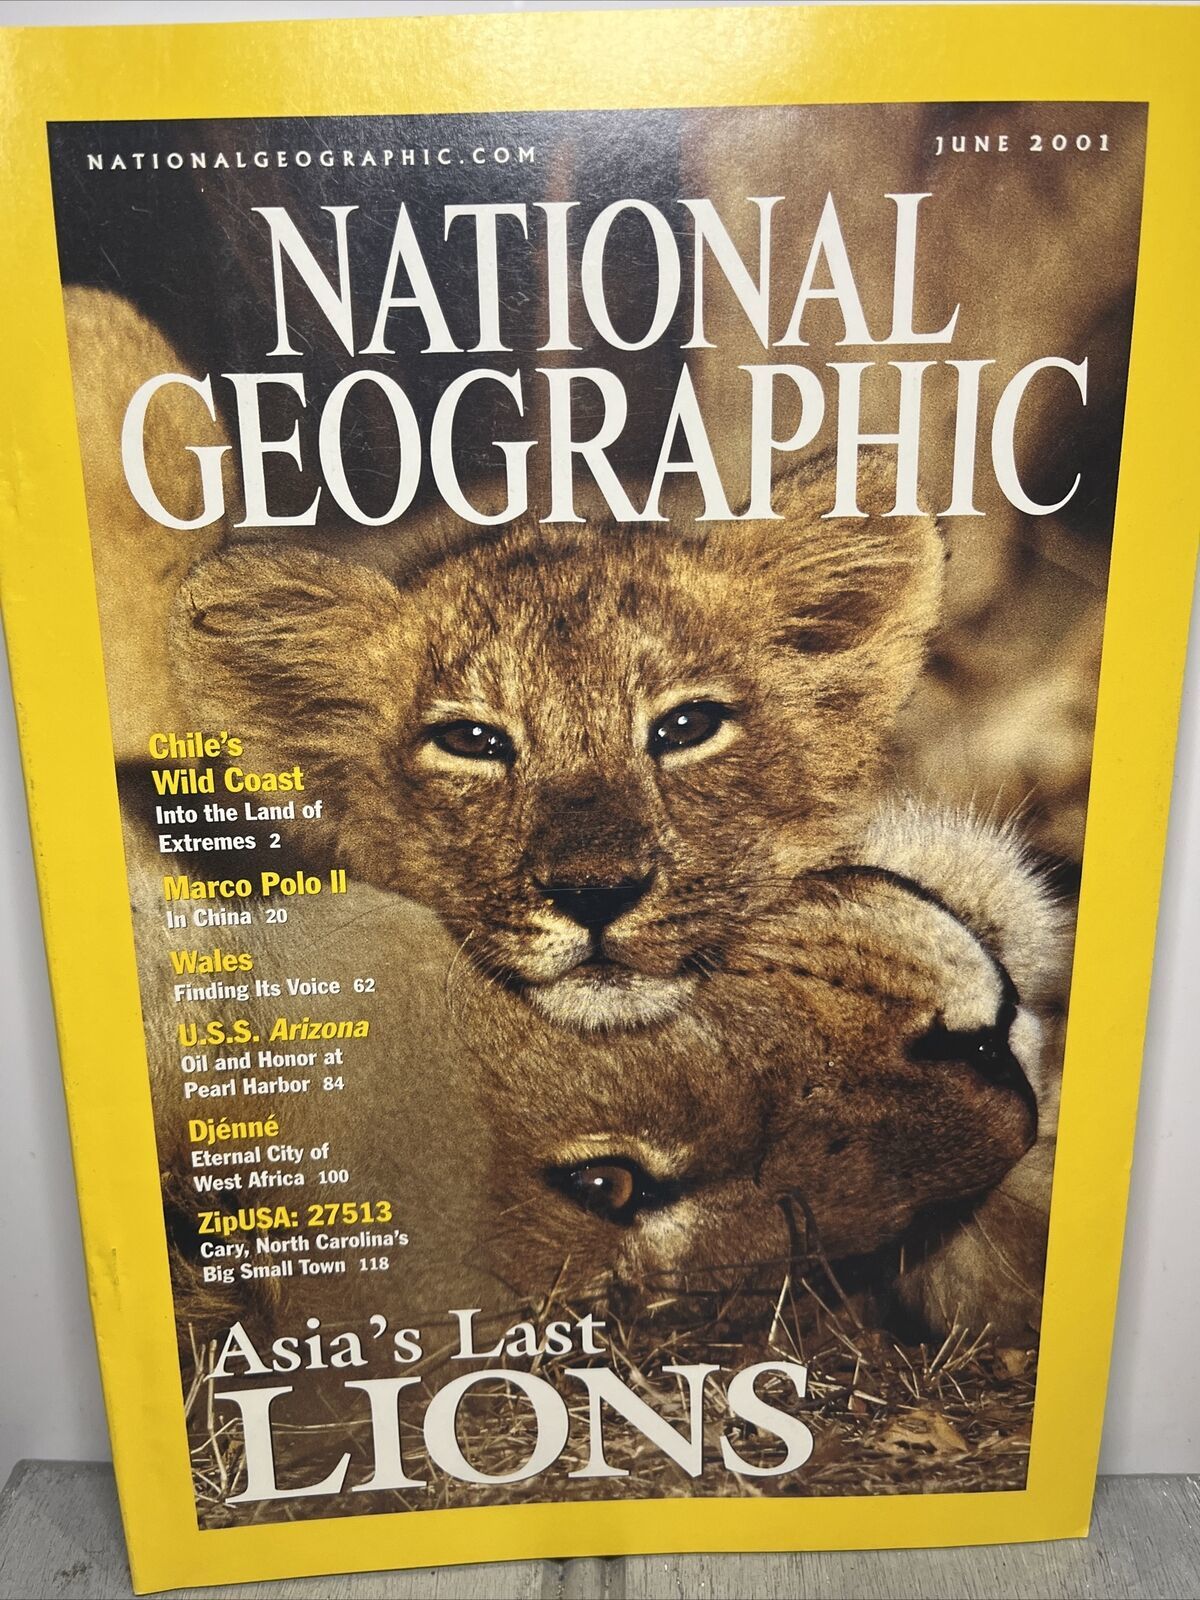 NATIONALGEOGRAPHIC.COM
JUNE 2001
NATIONAL
GEOGRAPHIC
Chile's
Wild Coast
Into the Land of
Extremes 2
Marco Polo II
In China 20
Wales
Finding Its Voice 62
U.S.S. Arizona
Oil and Honor at
Pearl Harbor 84
Djénné
Eternal City of
West Africa 100
ZipUSA: 27513
Cary, North Carolina's
Big Small Town 118
Asia's Last
LIONS